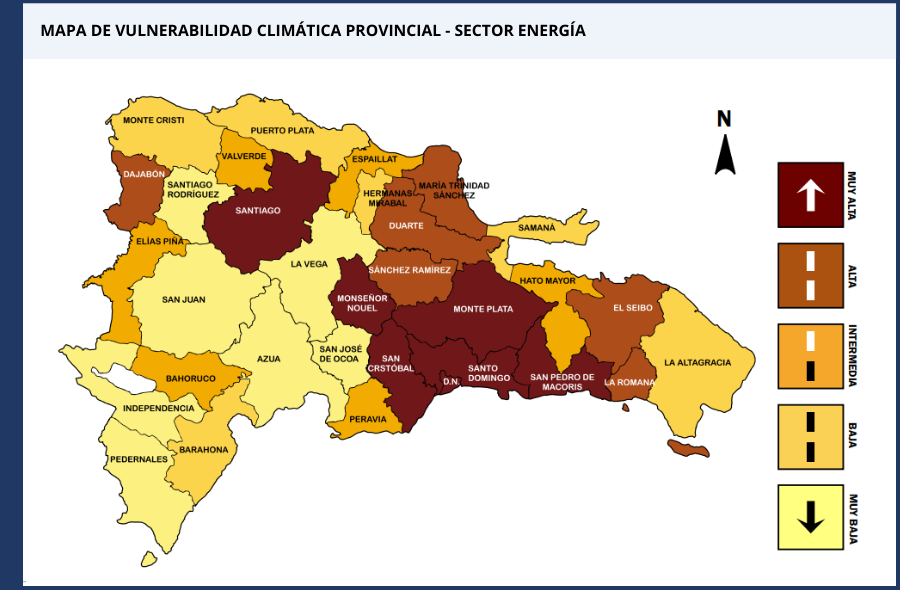 MAPA DE VULNERABILIDAD CLIMÁTICA PROVINCIAL - SECTOR ENERGÍA
N
MONTE CRISTI
PUERTO PLATA
VALVERDE
ESPAILLAT
DAJABÓN
SANTIAGO
RODRÍGUEZ
HERMANAS
MIRABAL
MARÍA TRINIDAD
SÁNCHEZ
SANTIAGO
DUARTE
SAMANÁ
ELÍAS PIÑA
LA VEGA
SÁNCHEZ RAMÍREZ
HATO MAYOR
SAN JUAN
MONSEÑOR
NOUEL
MONTE PLATA
EL SEIBO
AZUA
SAN JOSÉ
DE OCOA
SAN
CRSTÓBAL
D.N.
SANTO
DOMINGO
SAN PEDRO DE
MACORIS
LA ROMANA
LA ALTAGRACIA
BAHORUCO
INDEPENDENCIA
PERAVIA
BARAHONA
PEDERNALES
MUY ALTA
ALTA
INTERMEDIA
BAJA
MUY BAJA